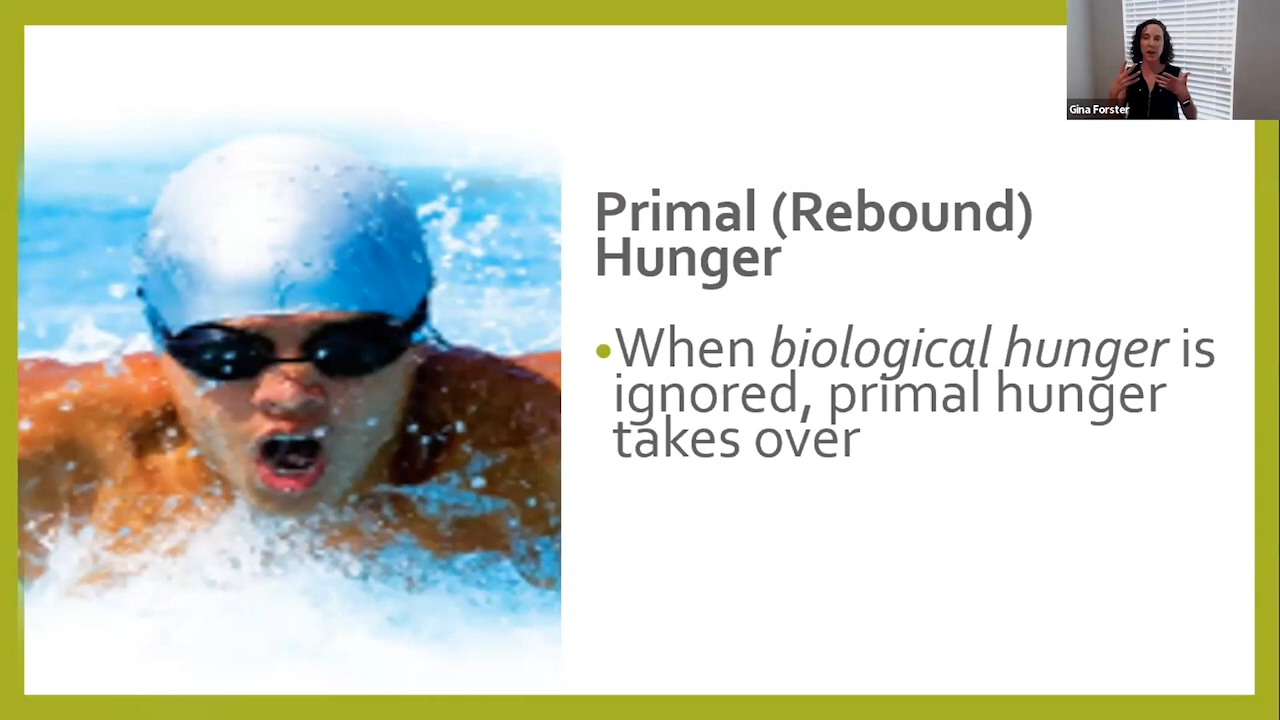 Gina Forster
Primal (Rebound)
Hunger
•When biological hunger is
ignored, primal hunger
takes over